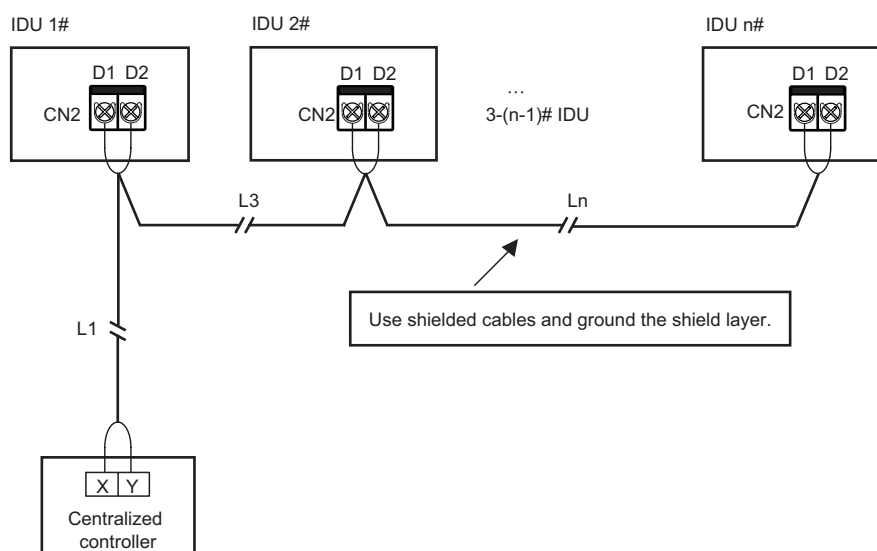 IDU 1#
IDU 2#
IDU n#
D1 D2
D1 D2
D1 D2
CN2
CN2
CN2
...
3-(n-1)# IDU
L3
Ln
L1
Use shielded cables and ground the shield layer.
X Y
Centralized
controller